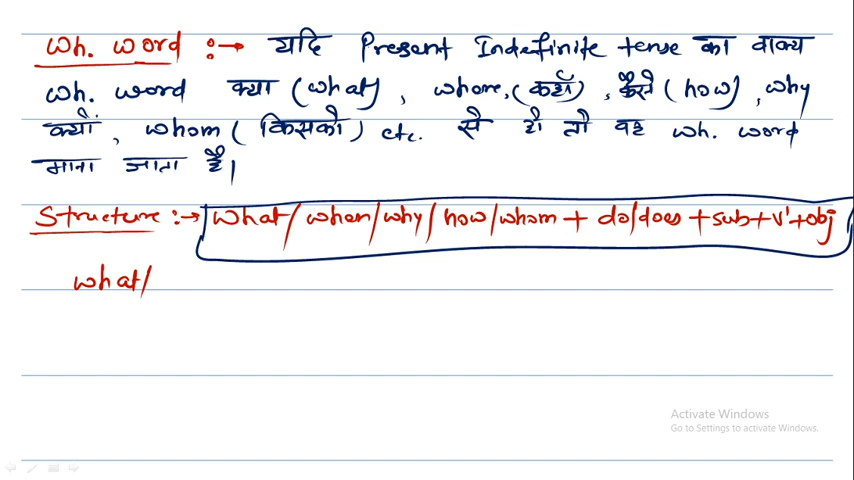 Wh. word :→ यदि Present Indefinite tense का वाक्य
wh. word क्या (what), where, (कहाँ), कैसे (how), why
क्यों, whom (किसको) etc. से हो तो वह wh. word
माना जाता है।
Structure :→ what/when/why/how/whom + do/does + sub + v¹ + obj
what/
Activate Windows
Go to Settings to activate Windows.